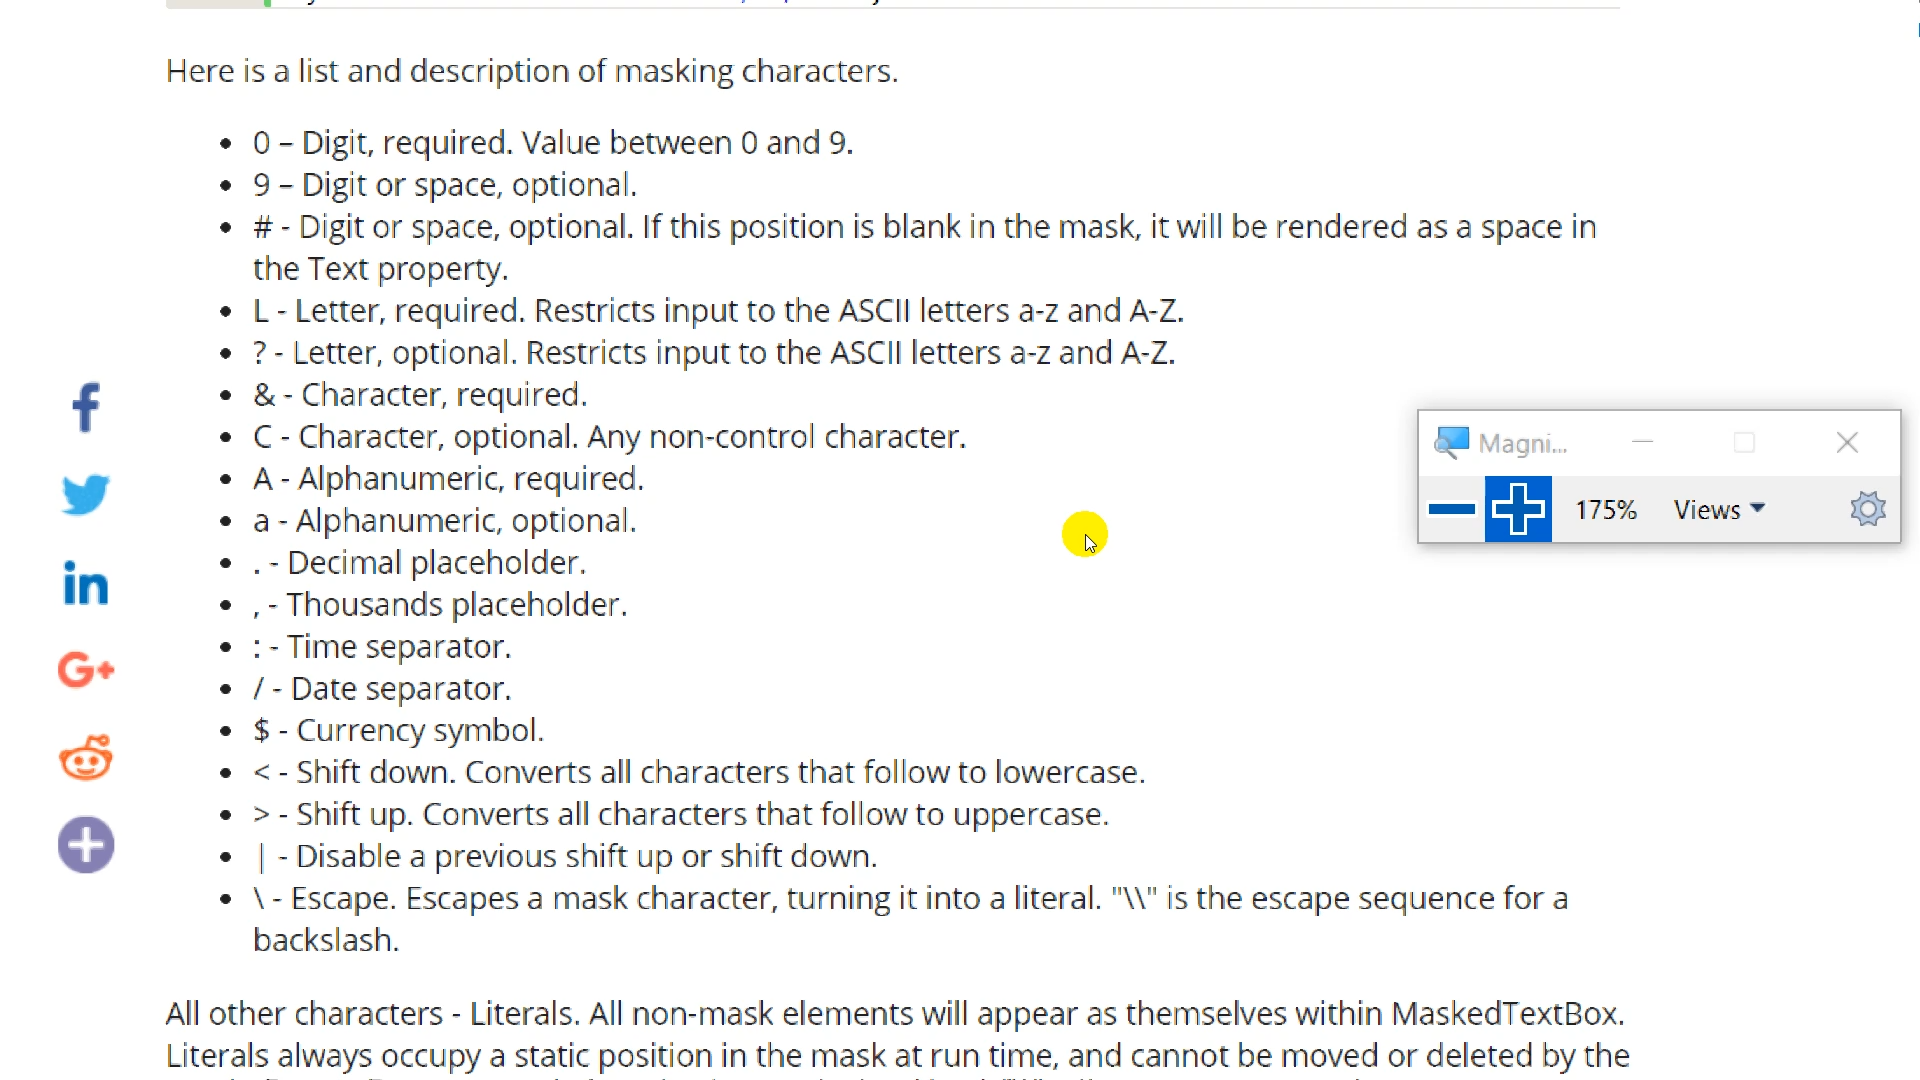 Here is a list and description of masking characters.
• 0 – Digit, required. Value between 0 and 9.
• 9 – Digit or space, optional.
• # - Digit or space, optional. If this position is blank in the mask, it will be rendered as a space in
the Text property.
• L - Letter, required. Restricts input to the ASCII letters a-z and A-Z.
• ? - Letter, optional. Restricts input to the ASCII letters a-z and A-Z.
• & - Character, required.
• C - Character, optional. Any non-control character.
• A - Alphanumeric, required.
• a - Alphanumeric, optional.
• . - Decimal placeholder.
• , - Thousands placeholder.
• : - Time separator.
• / - Date separator.
• $ - Currency symbol.
• < - Shift down. Converts all characters that follow to lowercase.
• > - Shift up. Converts all characters that follow to uppercase.
• | - Disable a previous shift up or shift down.
• \ - Escape. Escapes a mask character, turning it into a literal. "\\" is the escape sequence for a
backslash.
All other characters - Literals. All non-mask elements will appear as themselves within MaskedTextBox.
Literals always occupy a static position in the mask at run time, and cannot be moved or deleted by the
f
in
G+
Magni...
175% Views